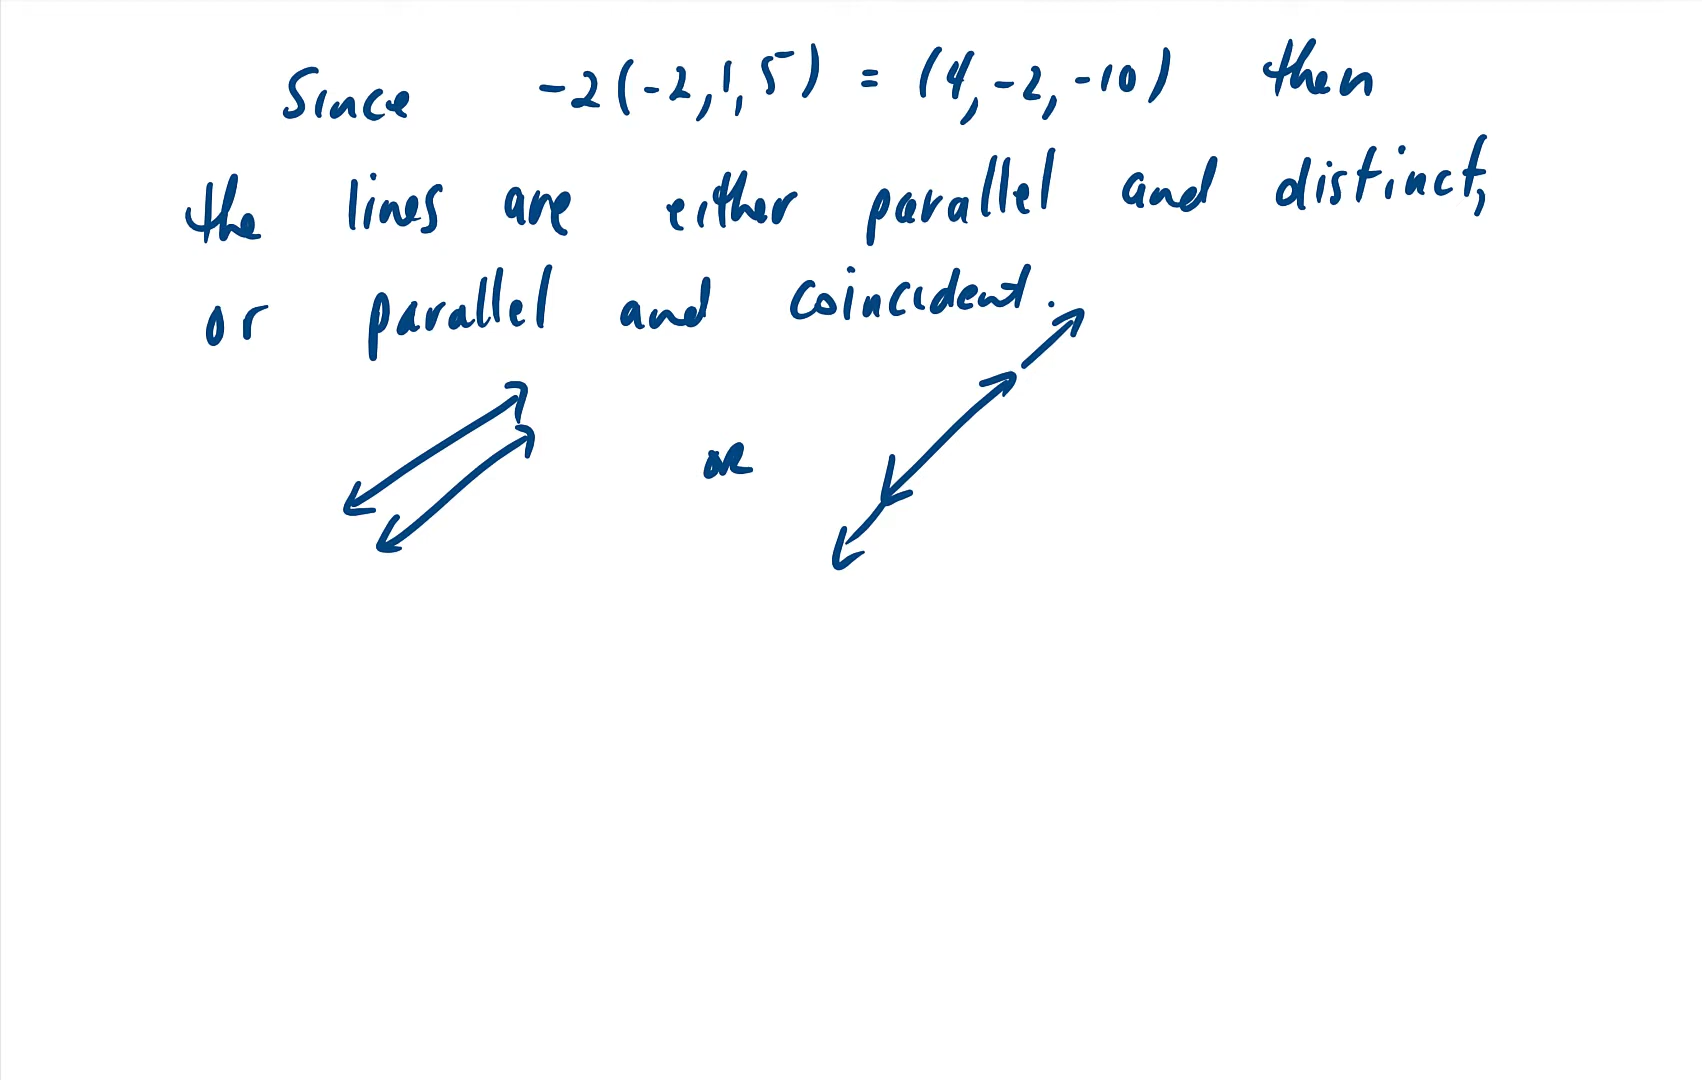 Since -2(-2,1,5) = (4,-2,-10) then
the lines are either parallel and distinct,
or parallel and coincident.
or